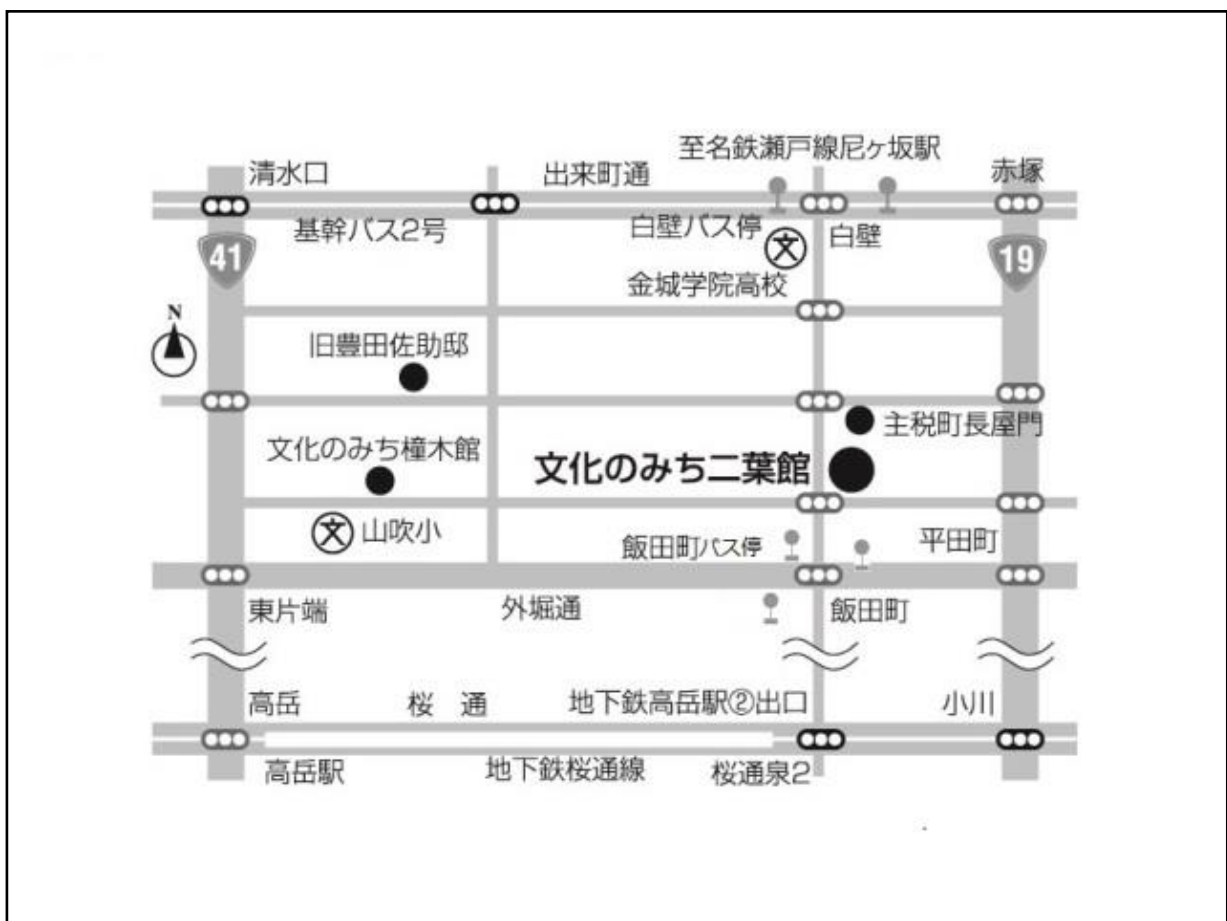 至名鉄瀬戸線尼ヶ坂駅
清水口
出来町通
赤塚
基幹バス2号
白壁バス停
白壁
41
文
19
金城学院高校
N
旧豊田佐助邸
主税町長屋門
文化のみち橦木館
文化のみち二葉館
文
山吹小
飯田町バス停
平田町
東片端
外堀通
飯田町
高岳
桜 通
地下鉄高岳駅②出口
小川
高岳駅
地下鉄桜通線
桜通泉2